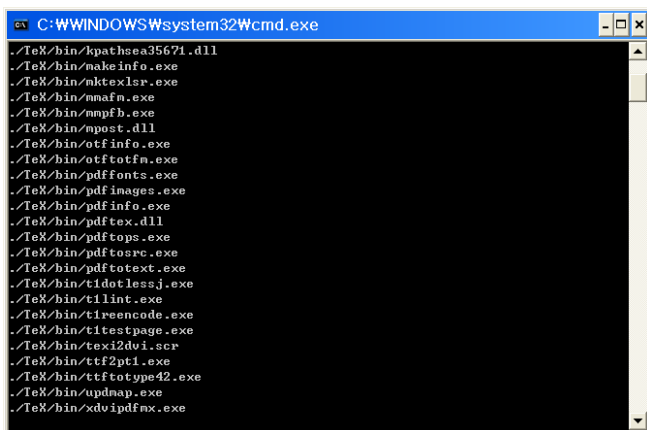 C:₩WINDOWS₩system32₩cmd.exe
./TeX/bin/kpathsea35671.dll
./TeX/bin/makeinfo.exe
./TeX/bin/mktexlsr.exe
./TeX/bin/mmafm.exe
./TeX/bin/mmpfb.exe
./TeX/bin/mpost.dll
./TeX/bin/otfinfo.exe
./TeX/bin/otftotfm.exe
./TeX/bin/pdffonts.exe
./TeX/bin/pdfimages.exe
./TeX/bin/pdfinfo.exe
./TeX/bin/pdftex.dll
./TeX/bin/pdftops.exe
./TeX/bin/pdftosrc.exe
./TeX/bin/pdftotext.exe
./TeX/bin/t1dotlessj.exe
./TeX/bin/t1lint.exe
./TeX/bin/t1reencode.exe
./TeX/bin/t1testpage.exe
./TeX/bin/texi2dvi.scr
./TeX/bin/ttf2pt1.exe
./TeX/bin/ttftotype42.exe
./TeX/bin/updmap.exe
./TeX/bin/xdvipdfmx.exe